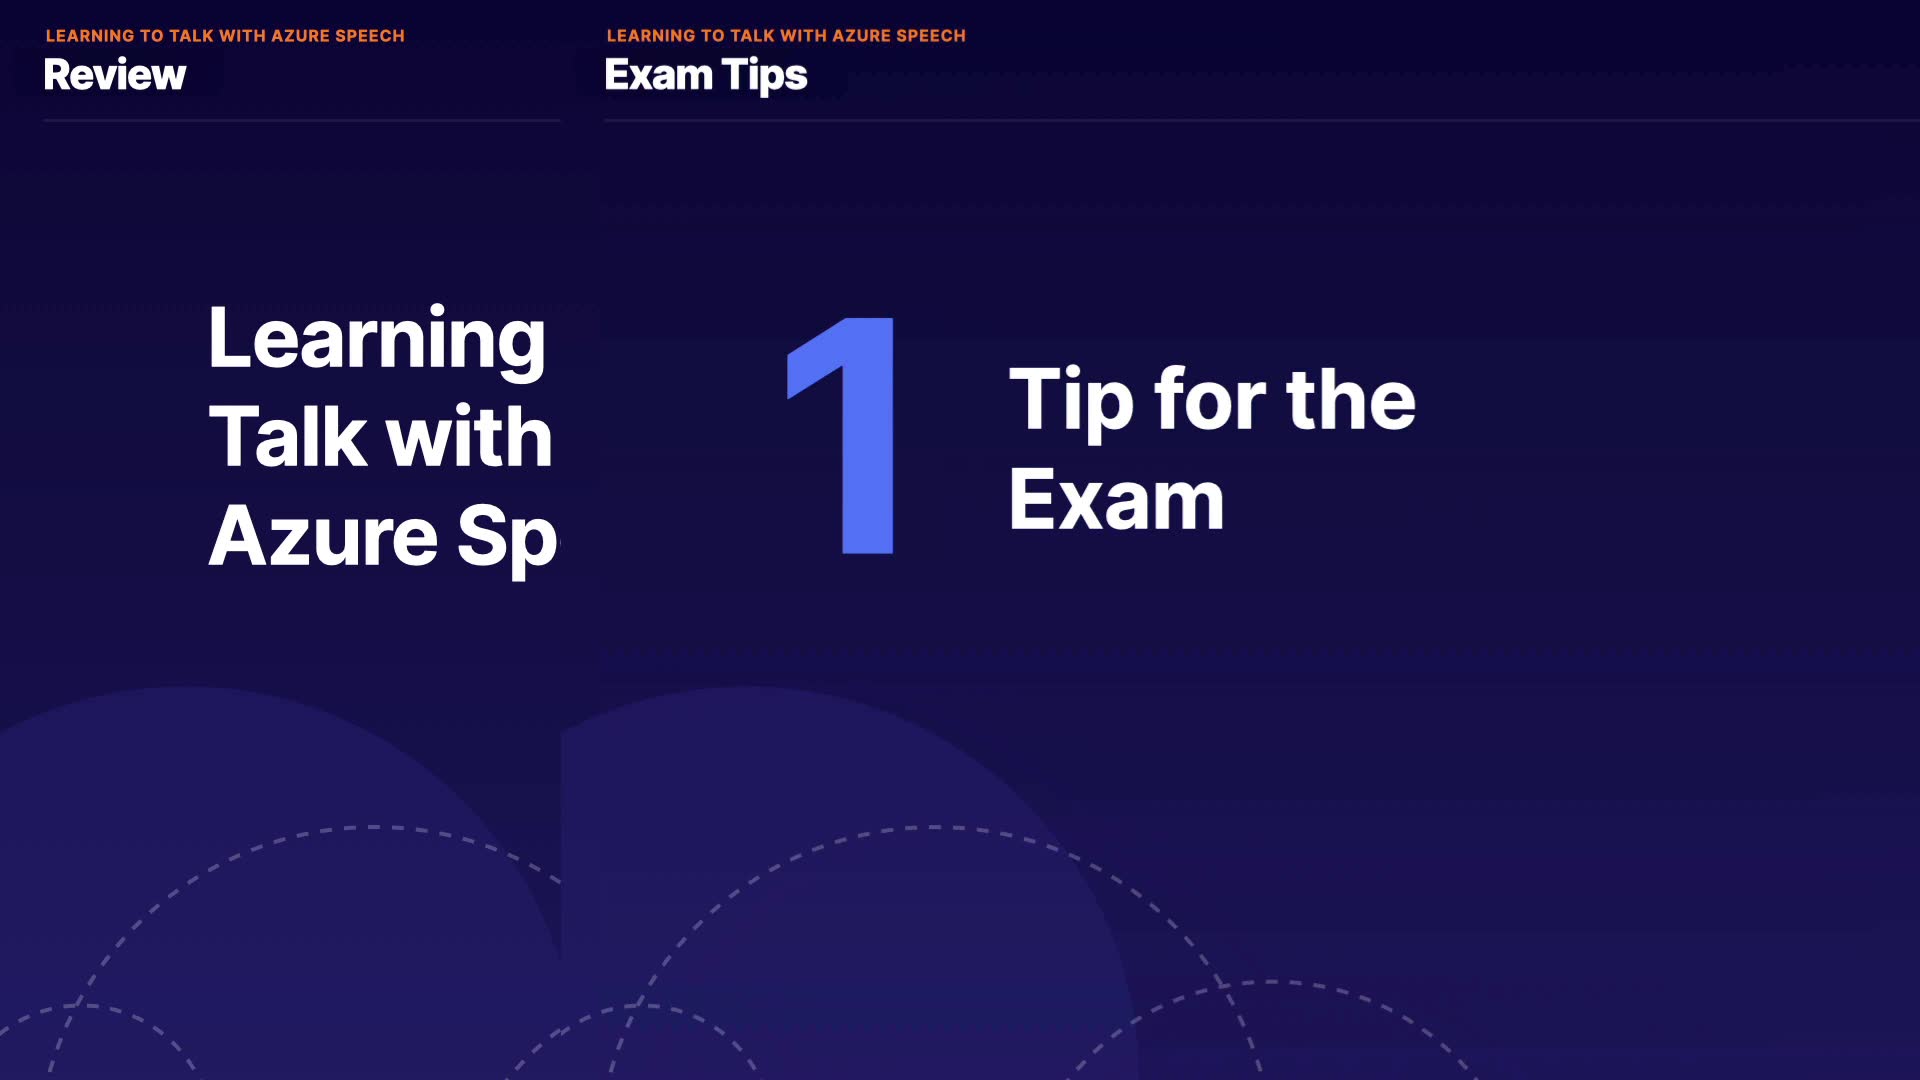 LEARNING TO TALK WITH AZURE SPEECH
Review
Learning
Talk with
Azure Sp
LEARNING TO TALK WITH AZURE SPEECH
Exam Tips
1
Tip for the
Exam